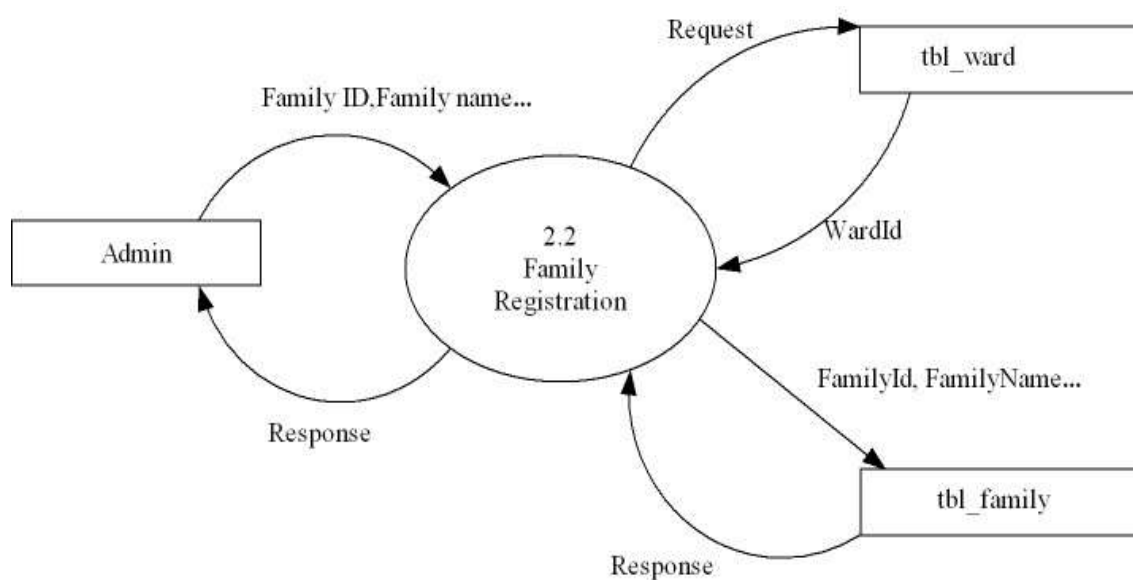 Request
tbl_ward
Family ID,Family name...
Admin
2.2
Family
Registration
WardId
FamilyId, FamilyName...
Response
tbl_family
Response